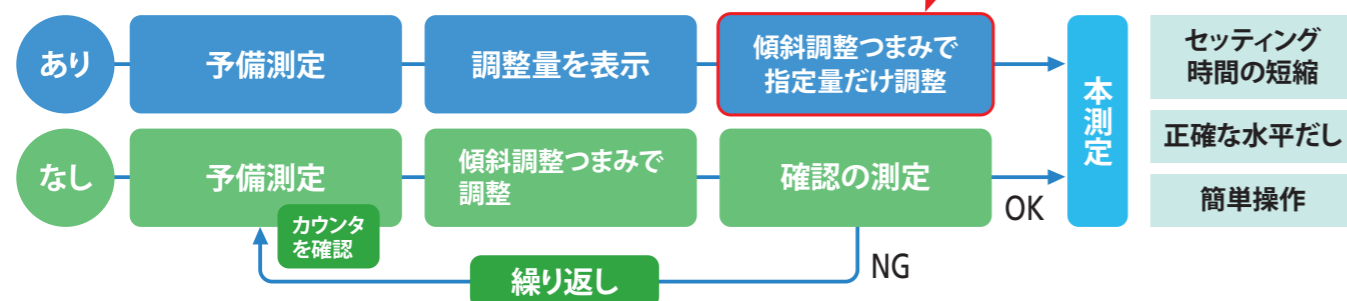 あり
予備測定
調整量を表示
傾斜調整つまみで
指定量だけ調整
なし
予備測定
傾斜調整つまみで
調整
確認の測定
OK
カウンタ
を確認
繰り返し
NG
本測定
セッティング
時間の短縮
正確な水平だし
簡単操作